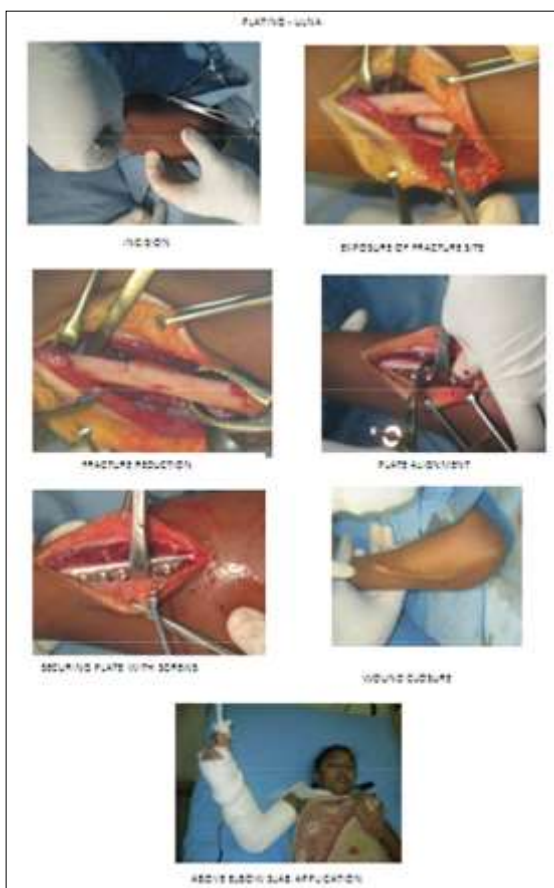 PLATING - ULNA
INCISION
EXPOSURE OF FRACTURE SITE
FRACTURE REDUCTION
PLATE ALIGNMENT
SECURING PLATE WITH SCREWS
WOUND CLOSURE
ABOVE ELBOW SLAB APPLICATION